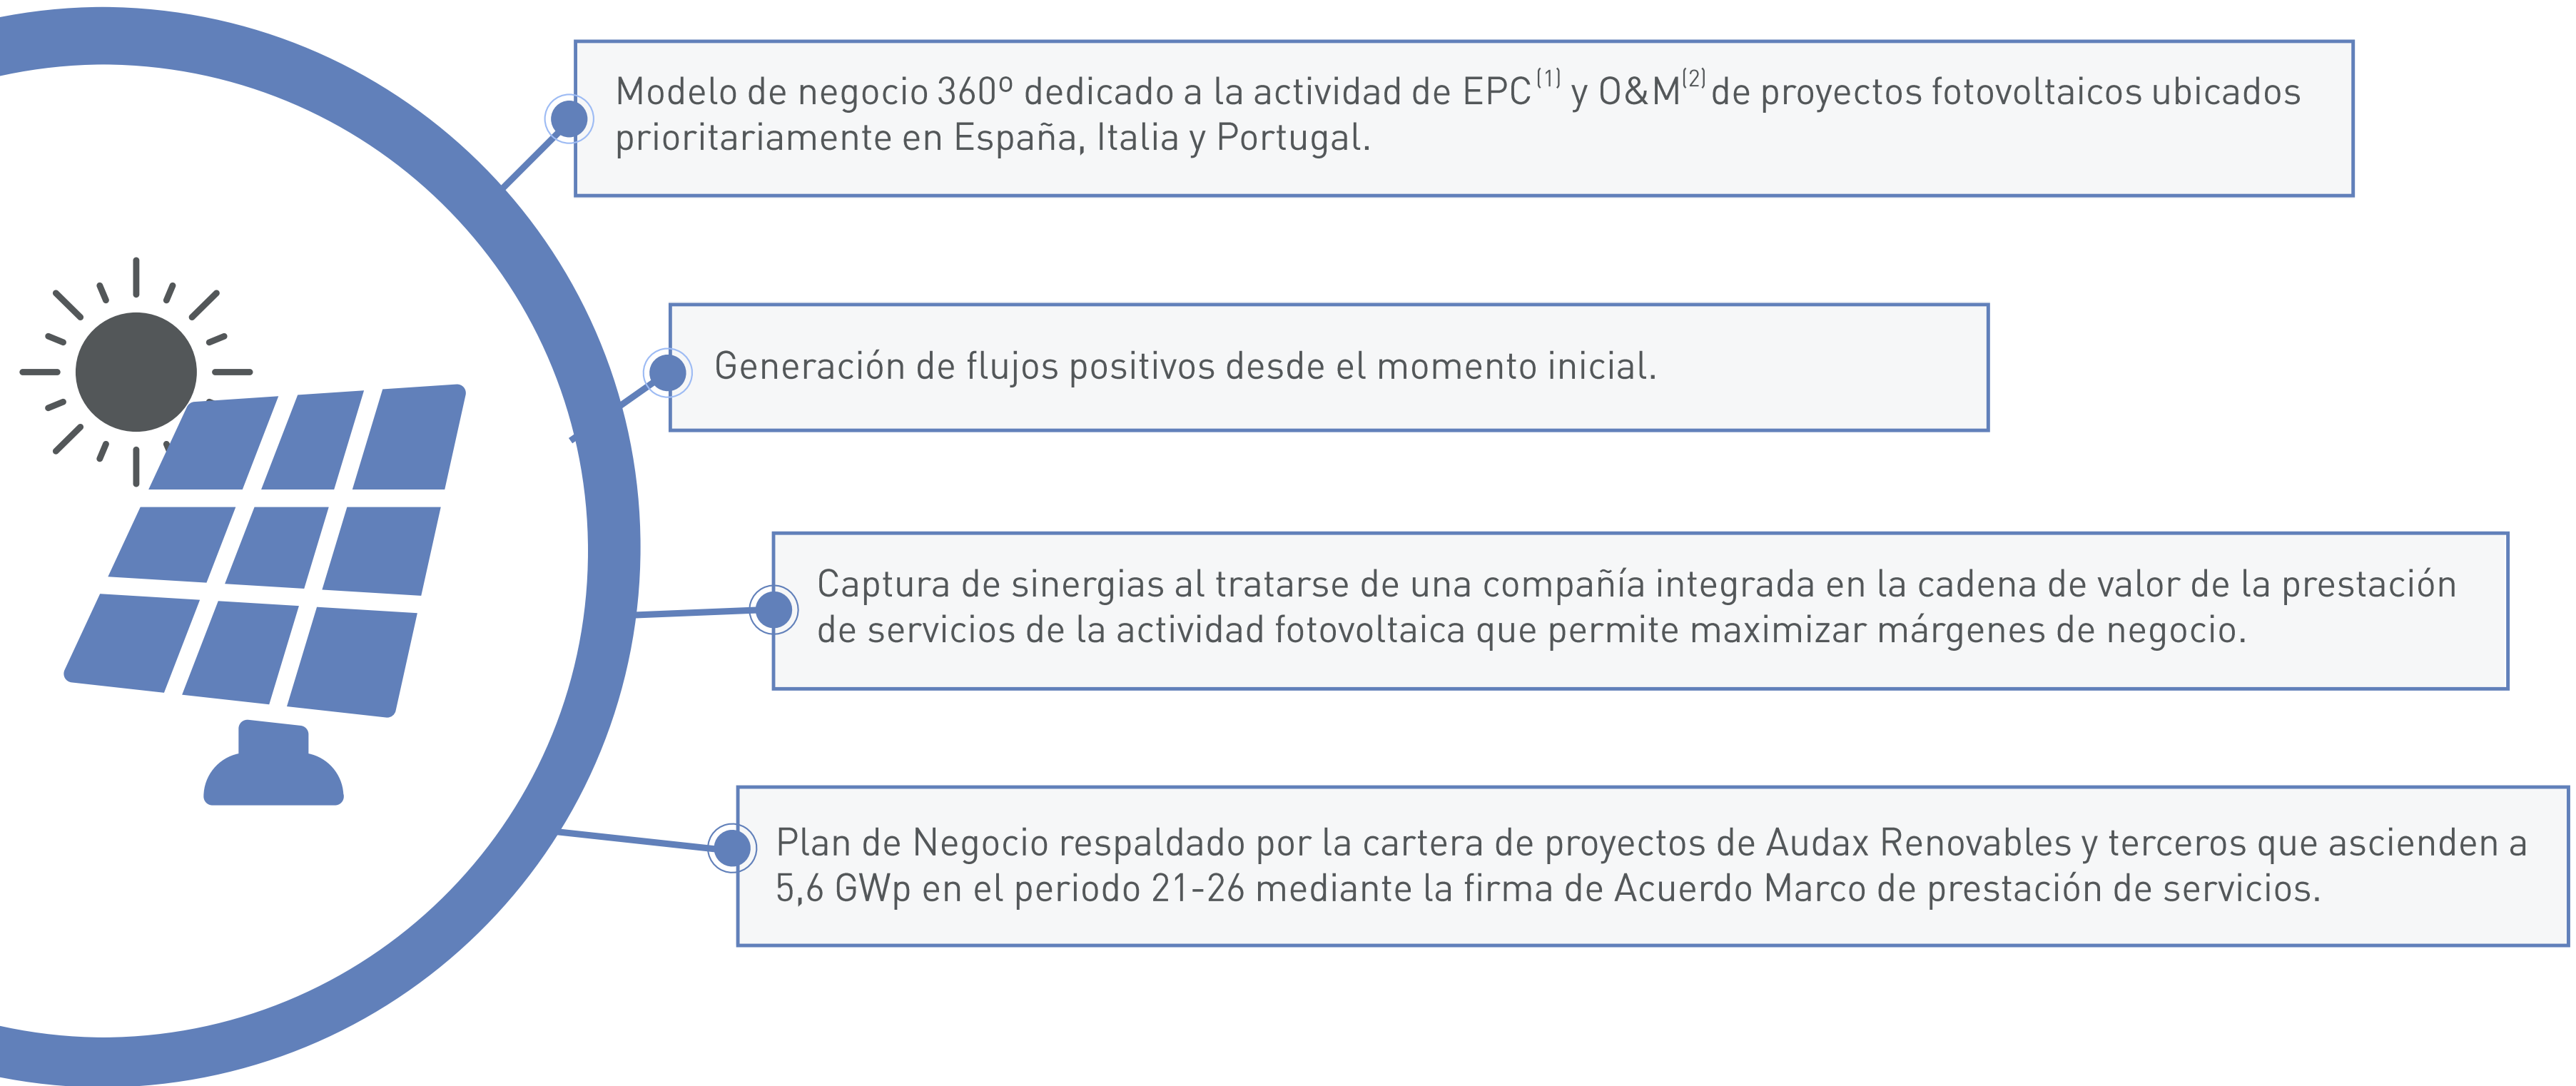 Modelo de negocio 360º dedicado a la actividad de EPC(1) y O&M(2) de proyectos fotovoltaicos ubicados
prioritariamente en España, Italia y Portugal.
Generación de flujos positivos desde el momento inicial.
Captura de sinergias al tratarse de una compañía integrada en la cadena de valor de la prestación
de servicios de la actividad fotovoltaica que permite maximizar márgenes de negocio.
Plan de Negocio respaldado por la cartera de proyectos de Audax Renovables y terceros que ascienden a
5,6 GWp en el periodo 21-26 mediante la firma de Acuerdo Marco de prestación de servicios.